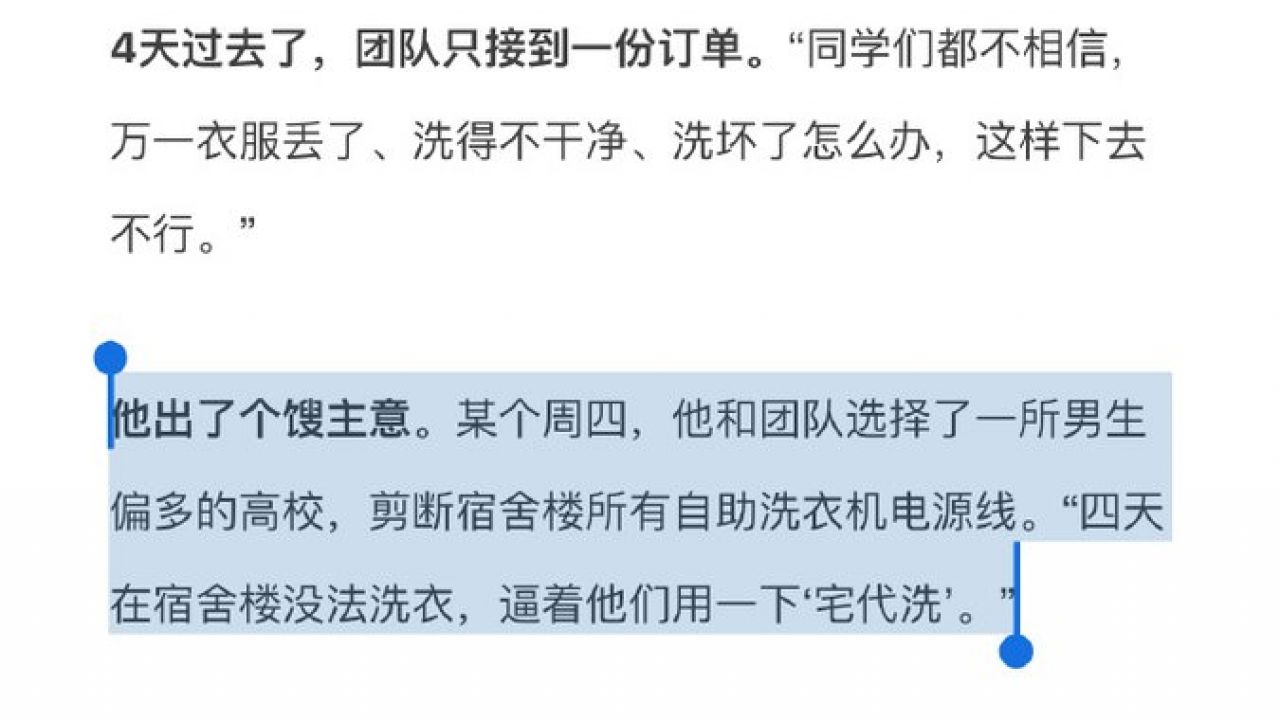 4天过去了，团队只接到一份订单。“同学们都不相信，
万一衣服丢了、洗得不干净、洗坏了怎么办，这样下去
不行。”
他出了个馊主意。某个周四，他和团队选择了一所男生
偏多的高校，剪断宿舍楼所有自助洗衣机电源线。“四天
在宿舍楼没法洗衣，逼着他们用一下‘宅代洗’。”